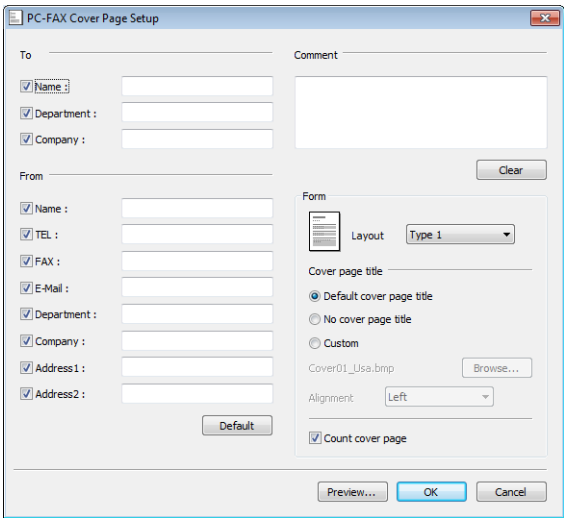 PC-FAX Cover Page Setup
To
Name :
Department :
Company :
From
Name :
TEL :
FAX :
E-Mail :
Department :
Company :
Address1 :
Address2 :
Default
Comment
Clear
Form
Layout Type 1
Cover page title
Default cover page title
No cover page title
Custom
Cover01_Usa.bmp Browse...
Alignment Left
Count cover page
Preview... OK Cancel